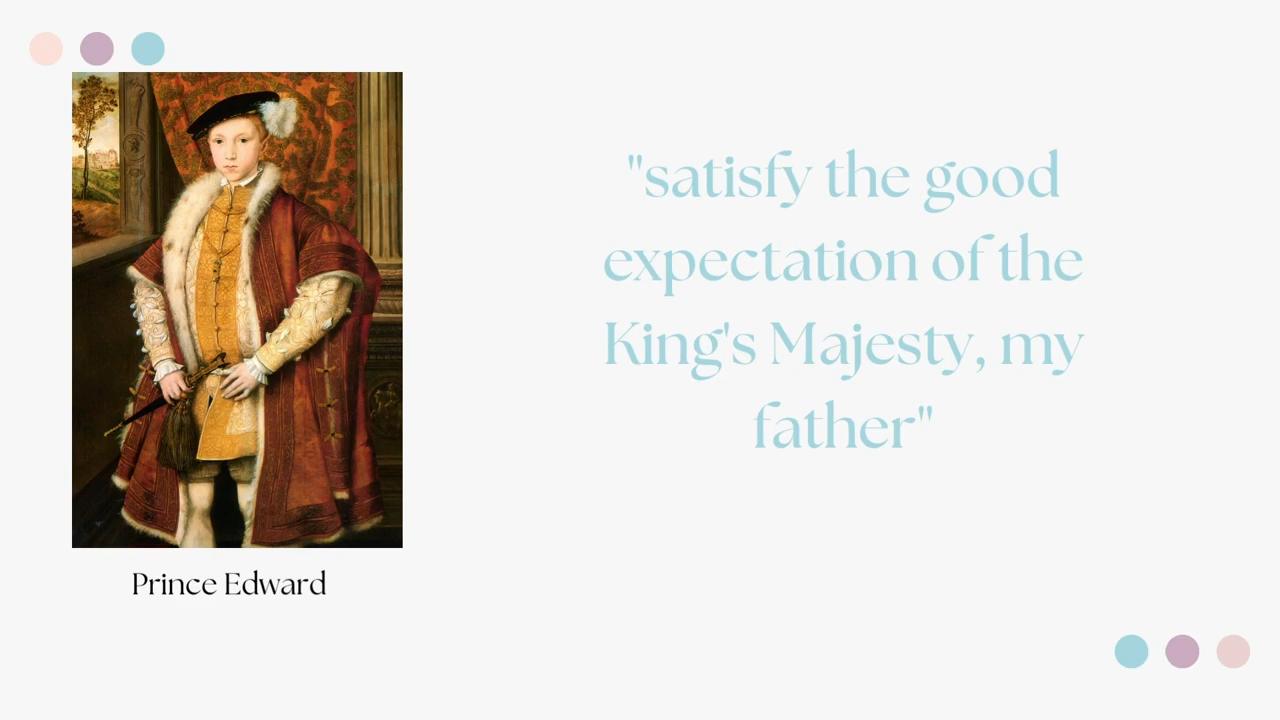 "satisfy the good
expectation of the
King's Majesty, my
father"
Prince Edward